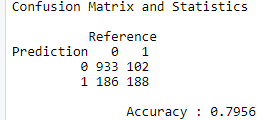 Confusion Matrix and Statistics
Reference
Prediction 0 1
0 933 102
1 186 188
Accuracy : 0.7956